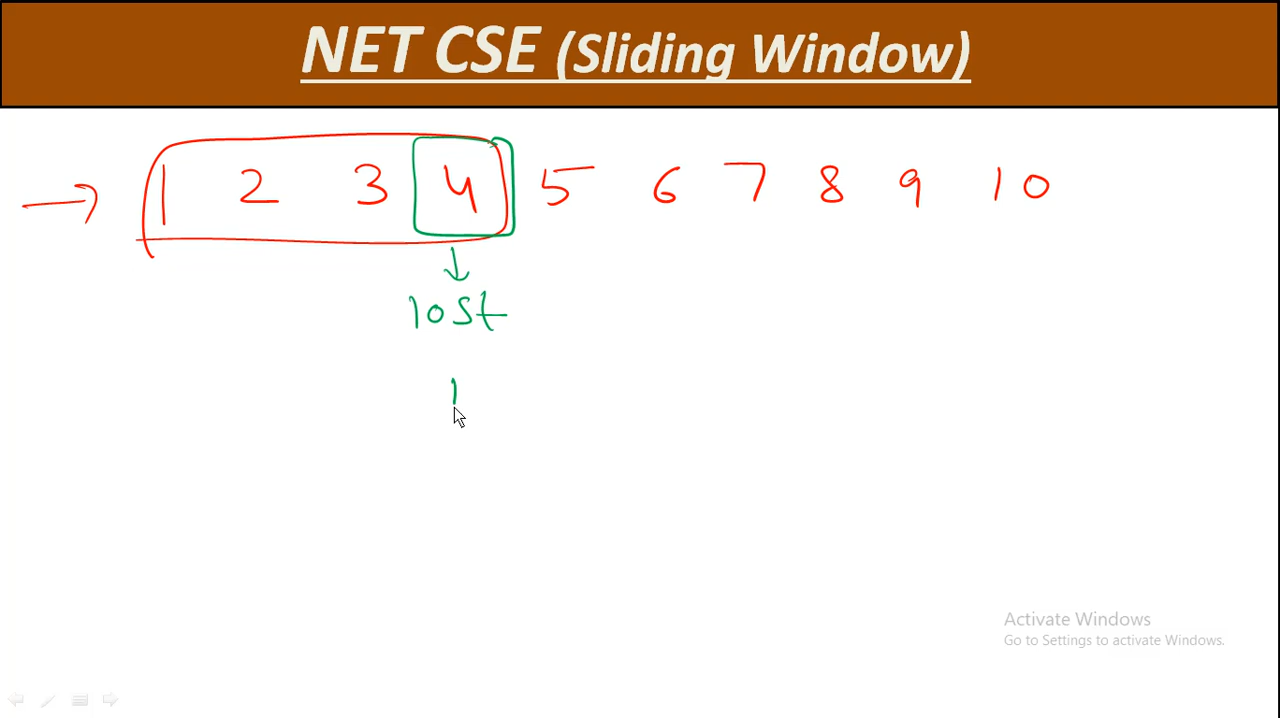 NET CSE (Sliding Window)
→ 1 2 3 4 5 6 7 8 9 10
↓
lost
1
Activate Windows
Go to Settings to activate Windows.